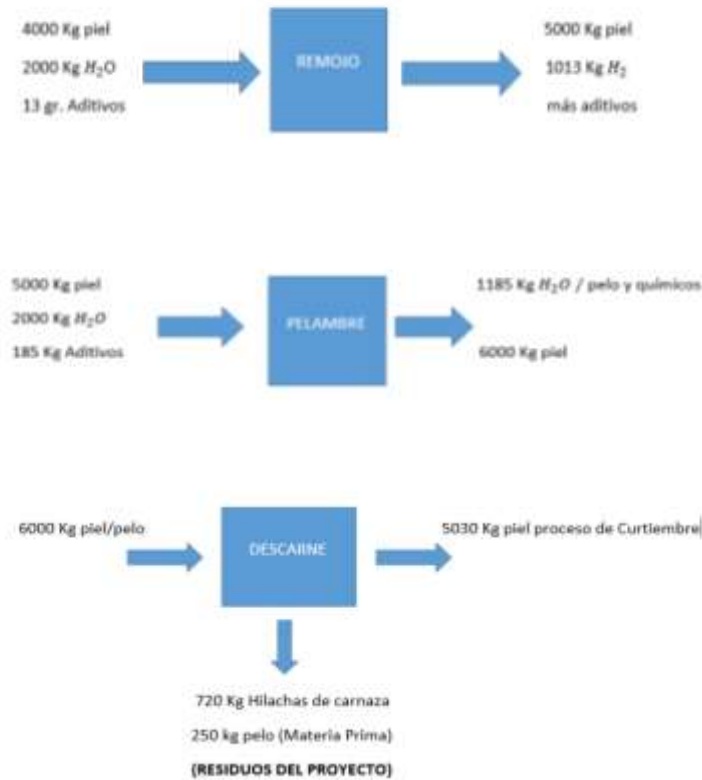 4000 Kg piel
2000 Kg H₂O
13 gr. Aditivos
REMOJO
5000 Kg piel
1013 Kg H₂
más aditivos
5000 Kg piel
2000 Kg H₂O
185 Kg Aditivos
PELAMBRE
1185 Kg H₂O / pelo y químicos
6000 Kg piel
6000 Kg piel/pelo
DESCARNE
5030 Kg piel proceso de Curtiembre
720 Kg Hilachas de carnaza
250 kg pelo (Materia Prima)
(RESIDUOS DEL PROYECTO)